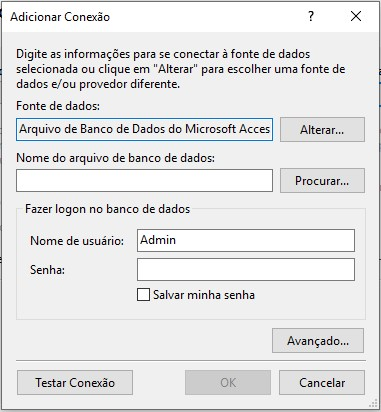 Adicionar Conexão
Digite as informações para se conectar à fonte de dados
selecionada ou clique em "Alterar" para escolher uma fonte de
dados e/ou provedor diferente.
Fonte de dados:
Arquivo de Banco de Dados do Microsoft Acces
Alterar...
Nome do arquivo de banco de dados:
Procurar...
Fazer logon no banco de dados
Nome de usuário:
Admin
Senha:
Salvar minha senha
Avançado...
Testar Conexão
OK
Cancelar